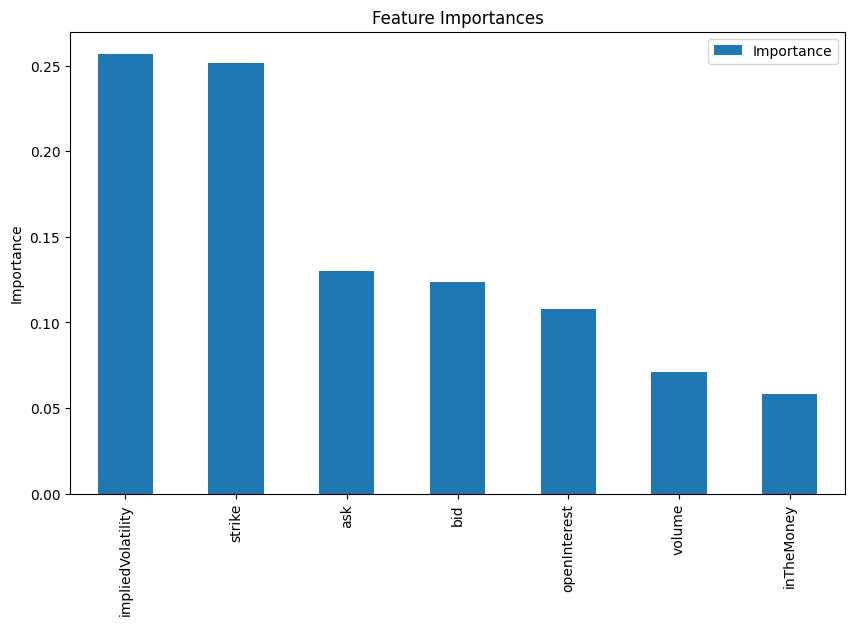 Feature Importances
Importance
Importance
0.25
0.20
0.15
0.10
0.05
0.00
impliedVolatility
strike
ask
bid
openInterest
volume
inTheMoney